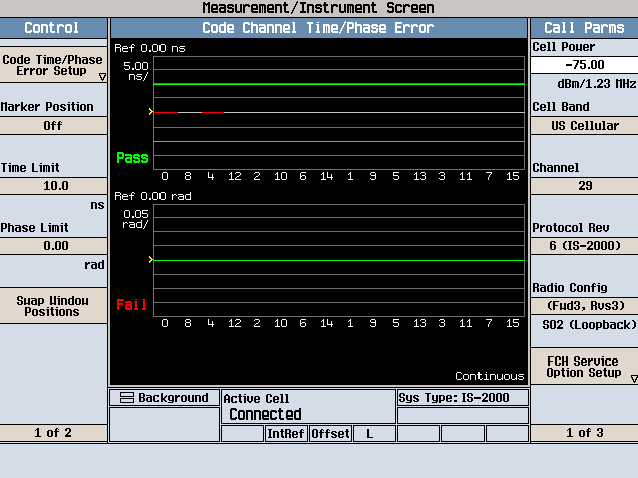 Measurement/Instrument Screen
Control
Code Channel Time/Phase Error
Call Parms
Code Time/Phase
Error Setup
Marker Position
Off
Time Limit
10.0
ns
Phase Limit
0.00
rad
Swap Window
Positions
1 of 2
Ref 0.00 ns
5.00
ns/
Pass
0 8 4 12 2 10 6 14 1 9 5 13 3 11 7 15
Ref 0.00 rad
0.05
rad/
Fail
0 8 4 12 2 10 6 14 1 9 5 13 3 11 7 15
Continuous
Background
Active Cell
Connected
Sys Type: IS-2000
IntRef
Offset
L
Cell Power
-75.00
dBm/1.23 MHz
Cell Band
US Cellular
Channel
29
Protocol Rev
6 (IS-2000)
Radio Config
(Fwd3, Rvs3)
SO2 (Loopback)
FCH Service
Option Setup
1 of 3